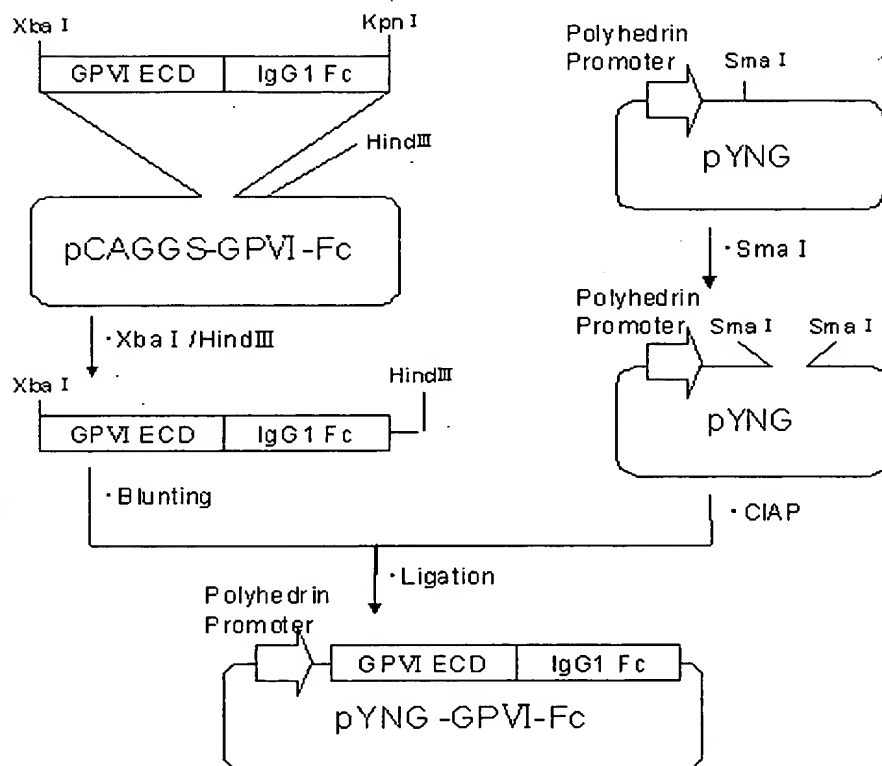 Xba I
Kpn I
GPVI ECD
IgG1 Fc
HindⅢ
pCAGGS-GPVI-Fc
・Xba I /HindⅢ
Xba I
HindⅢ
GPVI ECD
IgG1 Fc
・Blunting
Polyhedrin
Promoter
Sma I
pYNG
・Sma I
Polyhedrin
Promoter
Sma I
Sma I
pYNG
・CIAP
・Ligation
Polyhedrin
Promoter
GPVI ECD
IgG1 Fc
pYNG -GPVI-Fc